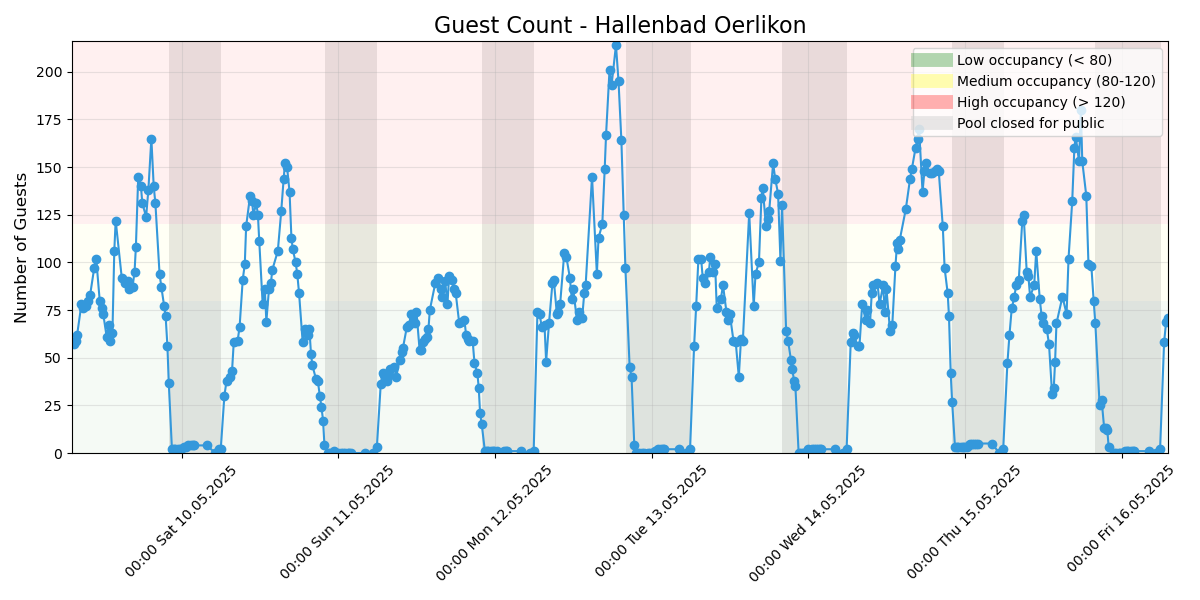 Guest Count - Hallenbad Oerlikon
Number of Guests
200
175
150
125
100
75
50
25
0
Low occupancy (< 80)
Medium occupancy (80-120)
High occupancy (> 120)
Pool closed for public
00:00 Sat 10.05.2025
00:00 Sun 11.05.2025
00:00 Mon 12.05.2025
00:00 Tue 13.05.2025
00:00 Wed 14.05.2025
00:00 Thu 15.05.2025
00:00 Fri 16.05.2025